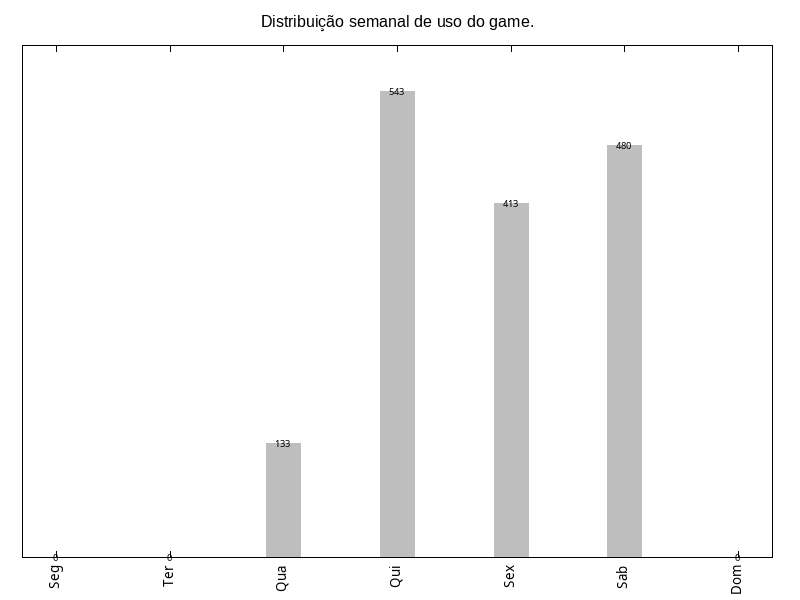 Distribuição semanal de uso do game.
543
480
413
133
0
0
0
Seg
Ter
Qua
Qui
Sex
Sab
Dom